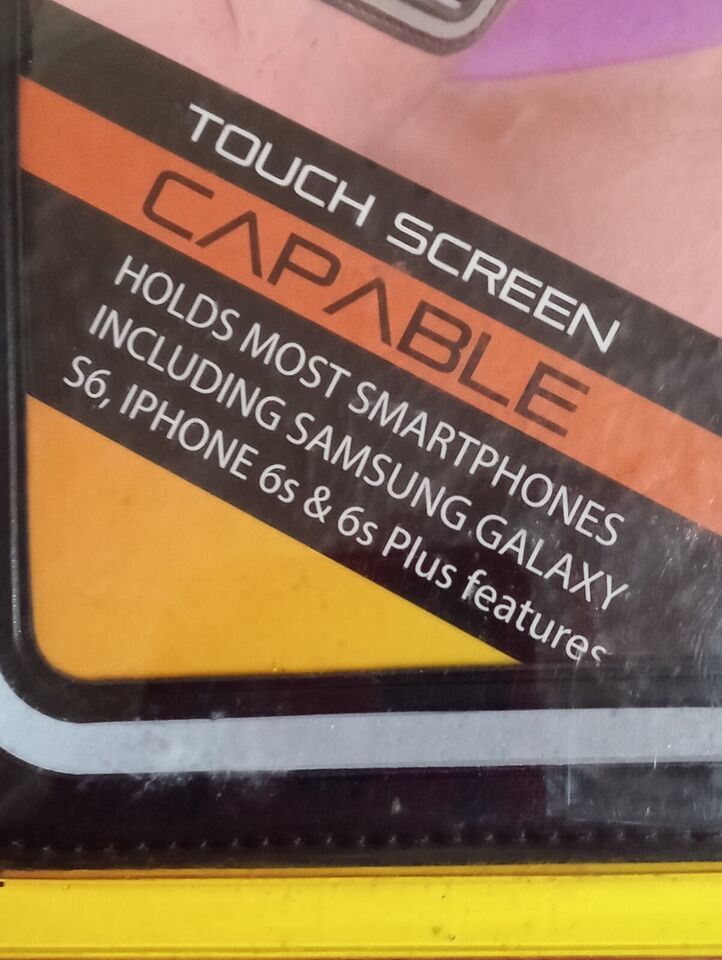 TOUCH SCREEN
CAPABLE
HOLDS MOST SMARTPHONES
INCLUDING SAMSUNG GALAXY
S6, IPHONE 6s & 6s Plus features